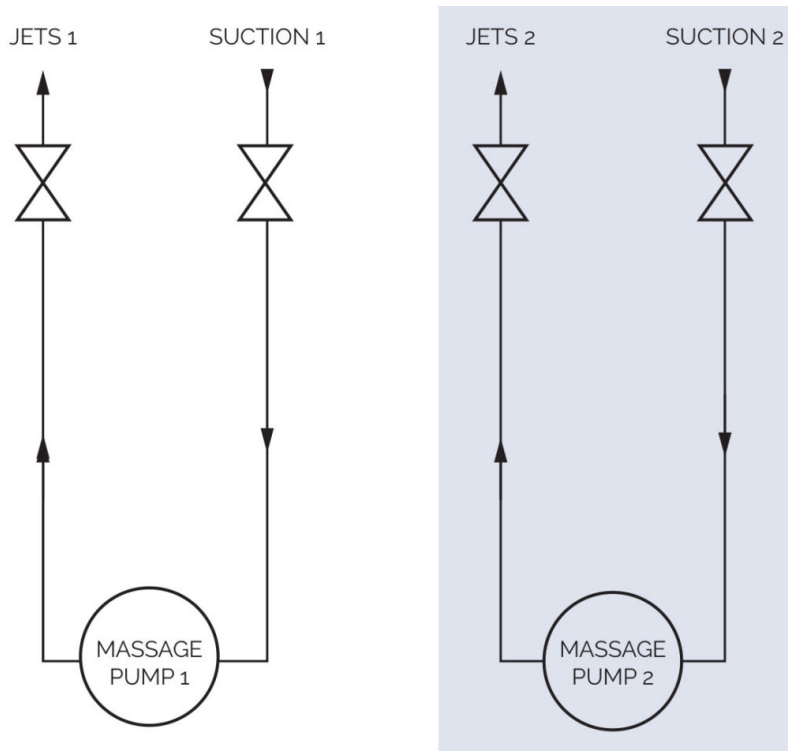 JETS 1
SUCTION 1
JETS 2
SUCTION 2
MASSAGE
PUMP 1
MASSAGE
PUMP 2